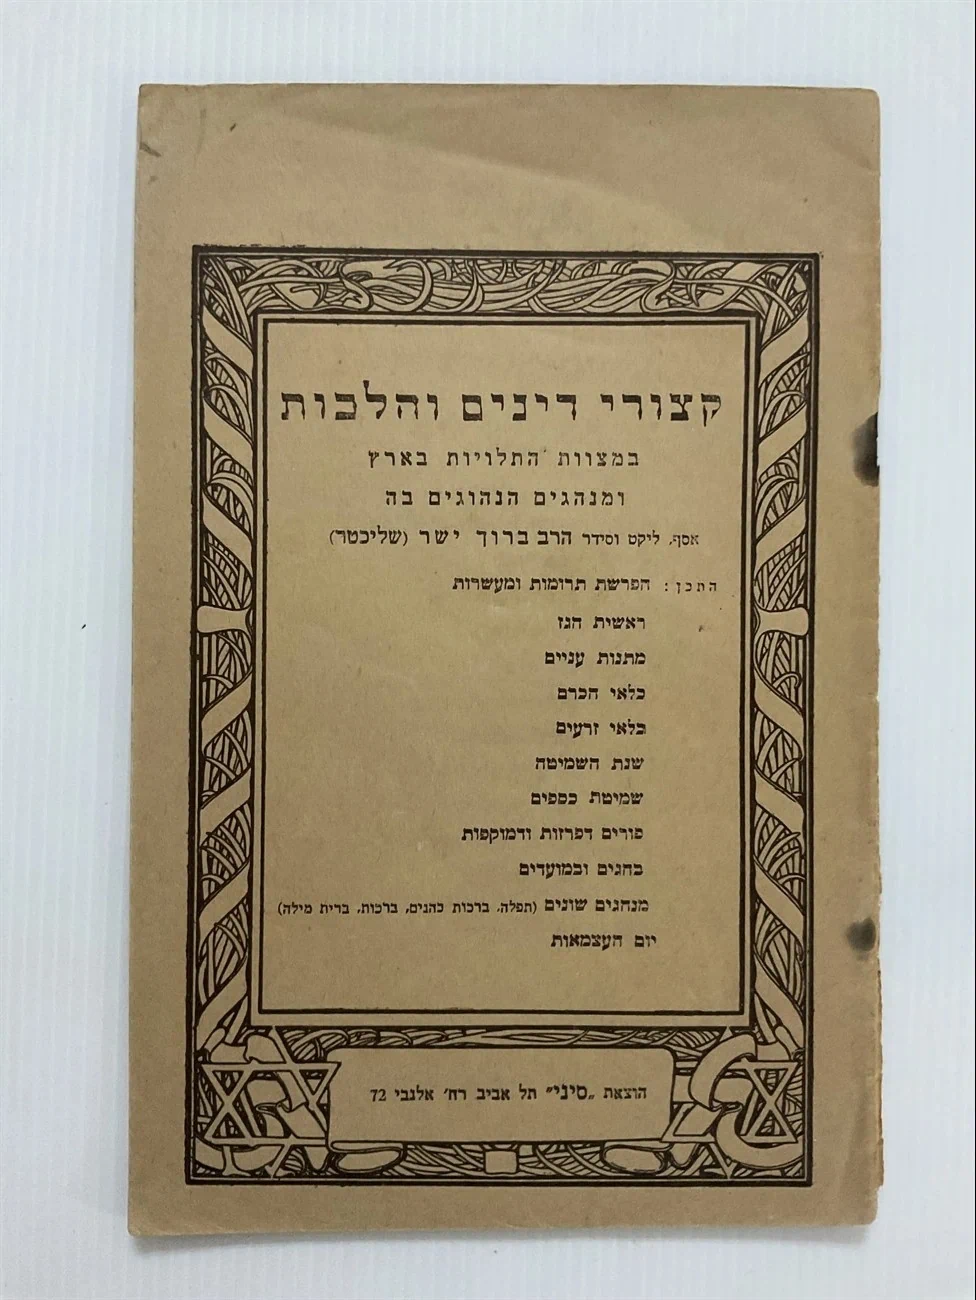 קצורי דינים והלכות
במצוות התלויות בארץ
ומנהגים הנהוגים בה
אסף, ליקט וסידר הרב ברוך ישר (שליכטר)
התכן: הפרשת תרומות ומעשרות
ראשית הגז
מתנות עניים
כלאי הכרם
כלאי זרעים
שנת השמיטה
שמיטת כספים
פורים דפרזות ודמוקפות
בחגים ובמועדים
מנהגים שונים (תפלה, ברכות כהנים, ברכות, ברית מילה)
יום העצמאות
הוצאת „סיני" תל אביב רח' אלנבי 72